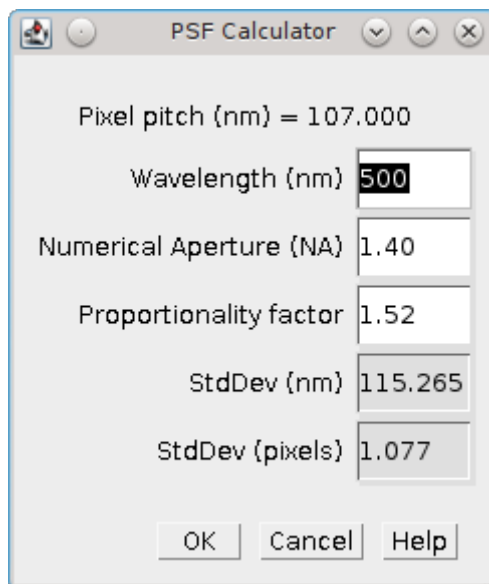 PSF Calculator
Pixel pitch (nm) = 107.000
Wavelength (nm) 500
Numerical Aperture (NA) 1.40
Proportionality factor 1.52
StdDev (nm) 115.265
StdDev (pixels) 1.077
OK Cancel Help